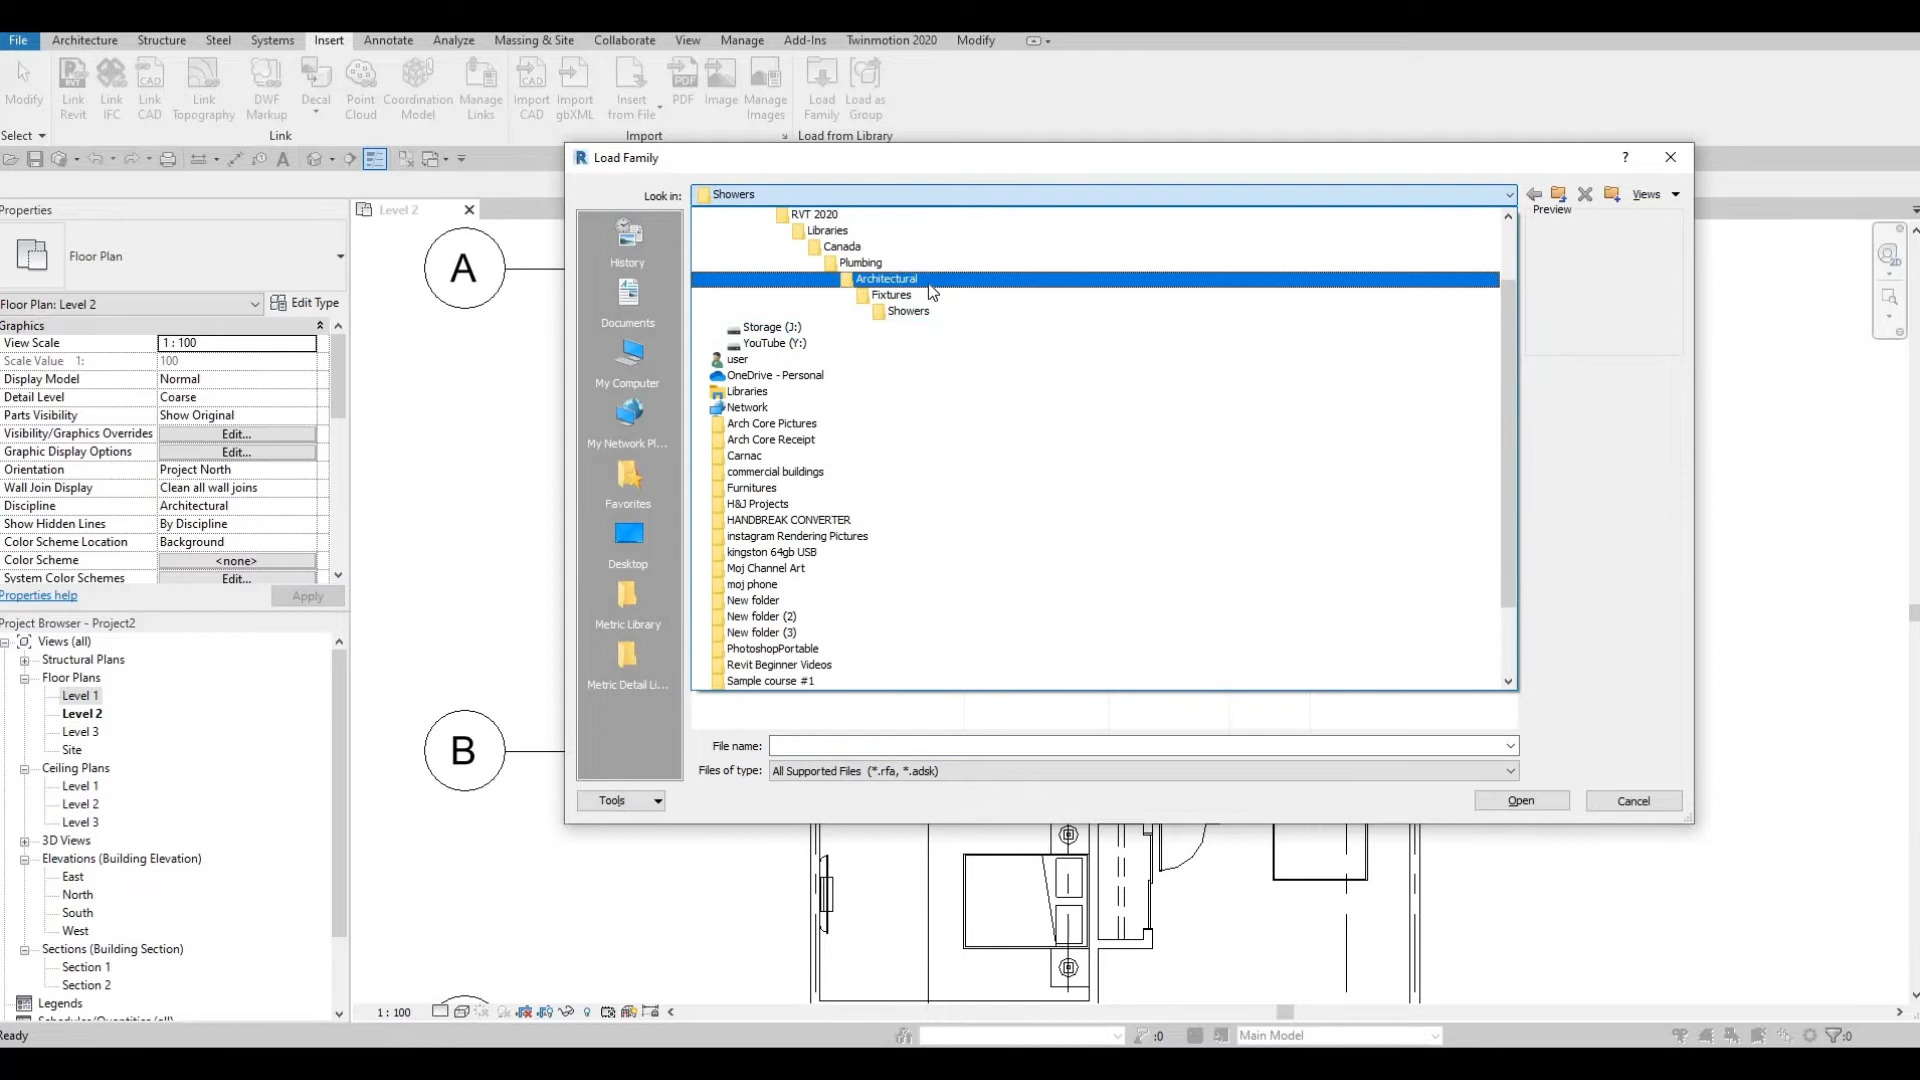 File Architecture Structure Steel Systems Insert Annotate Analyze Massing & Site Collaborate View Manage Add-Ins Twinmotion 2020 Modify
Modify
Link Revit
Link IFC
Link CAD
Link Topography
DWF Markup
Decal
Point Cloud
Coordination Model
Manage Links
Import CAD
Import gbXML
Insert from File
PDF
Image
Manage Images
Load Family
Load as Group
Select
Link
Import
Load from Library
Load Family
Look in:
Showers
Views
Preview
History
Documents
My Computer
My Network Pl...
Favorites
Desktop
Metric Library
Metric Detail Li...
RVT 2020
Libraries
Canada
Plumbing
Architectural
Fixtures
Showers
Storage (J:)
YouTube (Y:)
user
OneDrive - Personal
Libraries
Network
Arch Core Pictures
Arch Core Receipt
Carnac
commercial buildings
Furnitures
H&J Projects
HANDBREAK CONVERTER
instagram Rendering Pictures
kingston 64gb USB
Moj Channel Art
moj phone
New folder
New folder (2)
New folder (3)
PhotoshopPortable
Revit Beginner Videos
Sample course #1
File name:
Files of type: All Supported Files (*.rfa, *.adsk)
Tools
Open
Cancel
Properties
Level 2
Floor Plan
Floor Plan: Level 2
Edit Type
Graphics
View Scale 1 : 100
Scale Value 1: 100
Display Model Normal
Detail Level Coarse
Parts Visibility Show Original
Visibility/Graphics Overrides Edit...
Graphic Display Options Edit...
Orientation Project North
Wall Join Display Clean all wall joins
Discipline Architectural
Show Hidden Lines By Discipline
Color Scheme Location Background
Color Scheme <none>
System Color Schemes Edit...
Properties help
Apply
Project Browser - Project2
Views (all)
Structural Plans
Floor Plans
Level 1
Level 2
Level 3
Site
Ceiling Plans
Level 1
Level 2
Level 3
3D Views
Elevations (Building Elevation)
East
North
South
West
Sections (Building Section)
Section 1
Section 2
Legends
A
B
1 : 100
Ready
:0
Main Model
:0